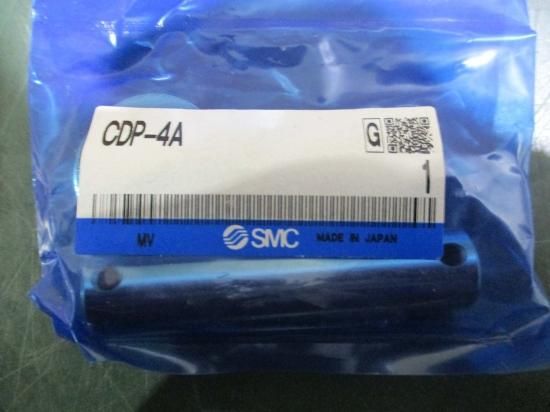 CDP-4A
G
1
MV SMC MADE IN JAPAN